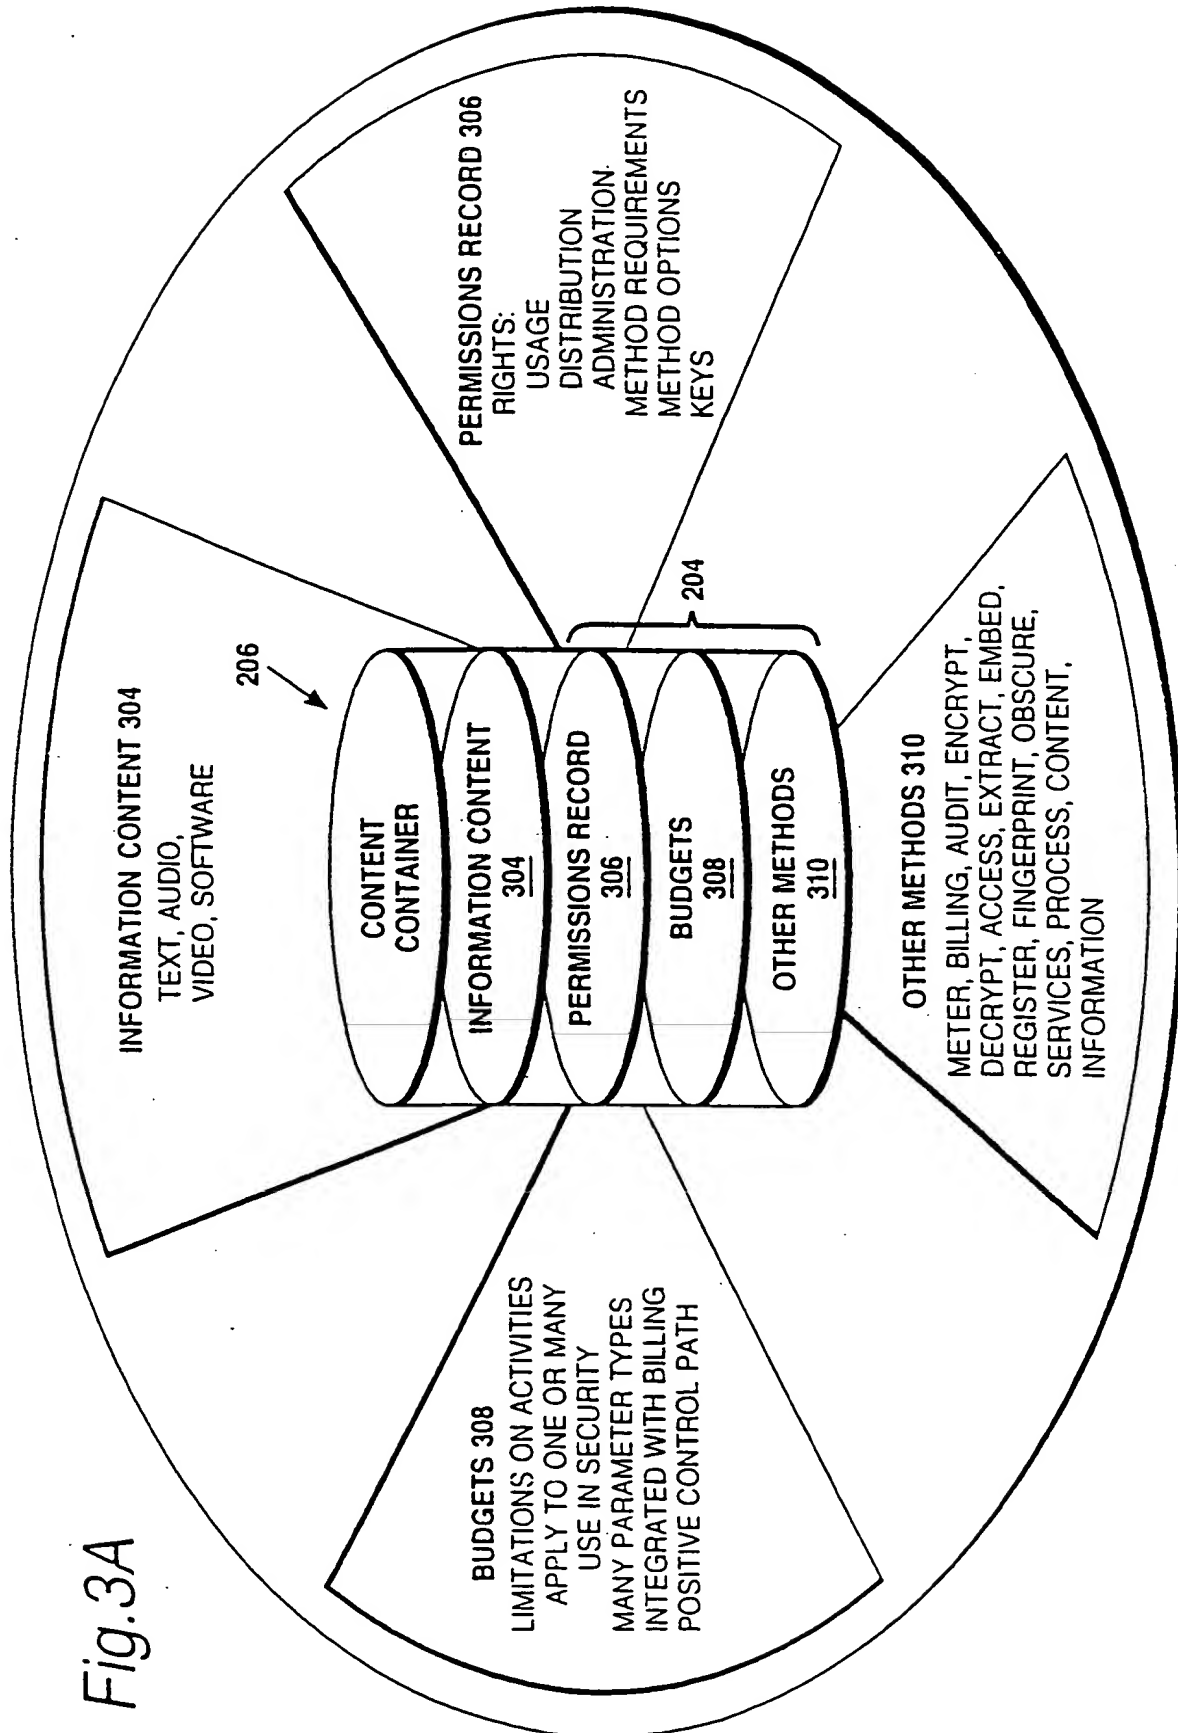 Fig.3A
INFORMATION CONTENT 304
TEXT, AUDIO,
VIDEO, SOFTWARE
206
BUDGETS 308
LIMITATIONS ON ACTIVITIES
APPLY TO ONE OR MANY
USE IN SECURITY
MANY PARAMETER TYPES
INTEGRATED WITH BILLING
POSITIVE CONTROL PATH
CONTENT
CONTAINER
INFORMATION CONTENT
304
PERMISSIONS RECORD
306
BUDGETS
308
OTHER METHODS
310
204
PERMISSIONS RECORD 306
RIGHTS:
USAGE
DISTRIBUTION
ADMINISTRATION
METHOD REQUIREMENTS
METHOD OPTIONS
KEYS
OTHER METHODS 310
METER, BILLING, AUDIT, ENCRYPT,
DECRYPT, ACCESS, EXTRACT, EMBED,
REGISTER, FINGERPRINT, OBSCURE,
SERVICES, PROCESS, CONTENT,
INFORMATION